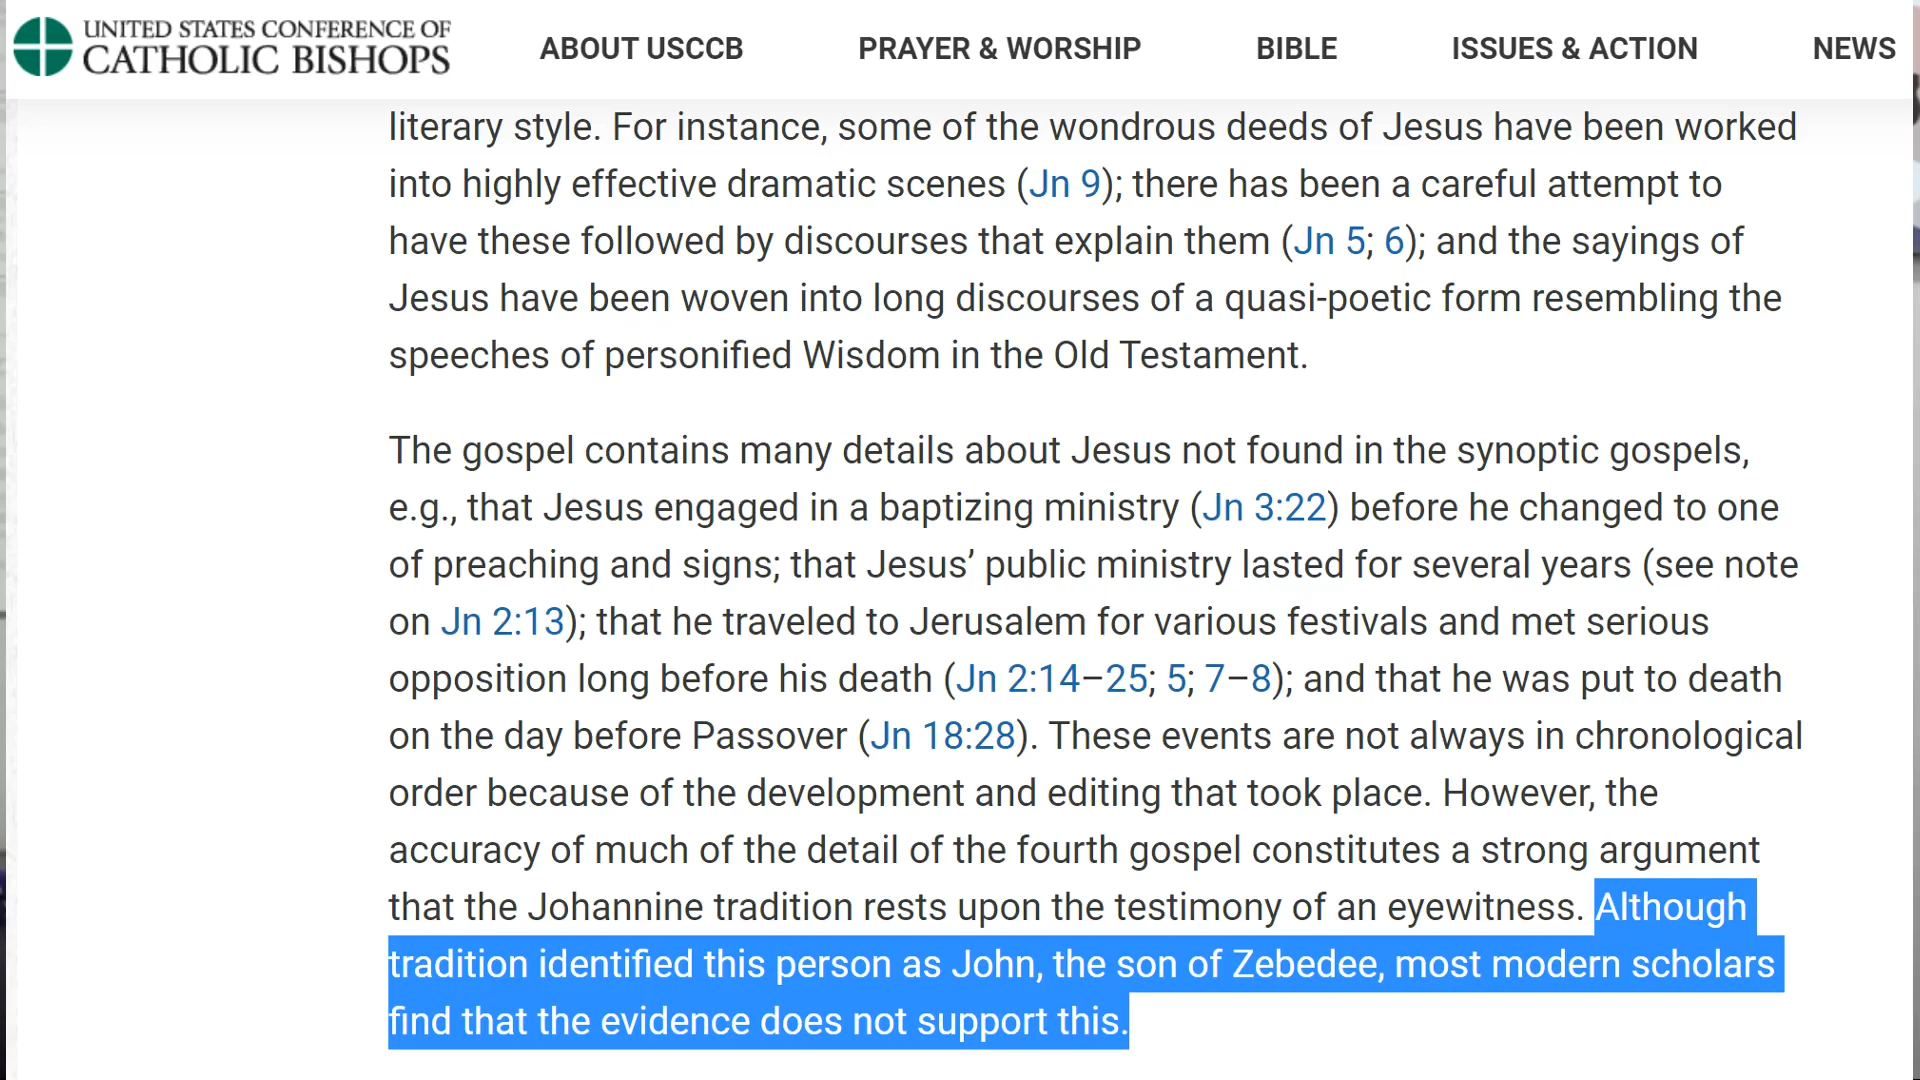 UNITED STATES CONFERENCE OF
CATHOLIC BISHOPS
ABOUT USCCB
PRAYER & WORSHIP
BIBLE
ISSUES & ACTION
NEWS
literary style. For instance, some of the wondrous deeds of Jesus have been worked
into highly effective dramatic scenes (Jn 9); there has been a careful attempt to
have these followed by discourses that explain them (Jn 5; 6); and the sayings of
Jesus have been woven into long discourses of a quasi-poetic form resembling the
speeches of personified Wisdom in the Old Testament.
The gospel contains many details about Jesus not found in the synoptic gospels,
e.g., that Jesus engaged in a baptizing ministry (Jn 3:22) before he changed to one
of preaching and signs; that Jesus’ public ministry lasted for several years (see note
on Jn 2:13); that he traveled to Jerusalem for various festivals and met serious
opposition long before his death (Jn 2:14–25; 5; 7–8); and that he was put to death
on the day before Passover (Jn 18:28). These events are not always in chronological
order because of the development and editing that took place. However, the
accuracy of much of the detail of the fourth gospel constitutes a strong argument
that the Johannine tradition rests upon the testimony of an eyewitness. Although
tradition identified this person as John, the son of Zebedee, most modern scholars
find that the evidence does not support this.